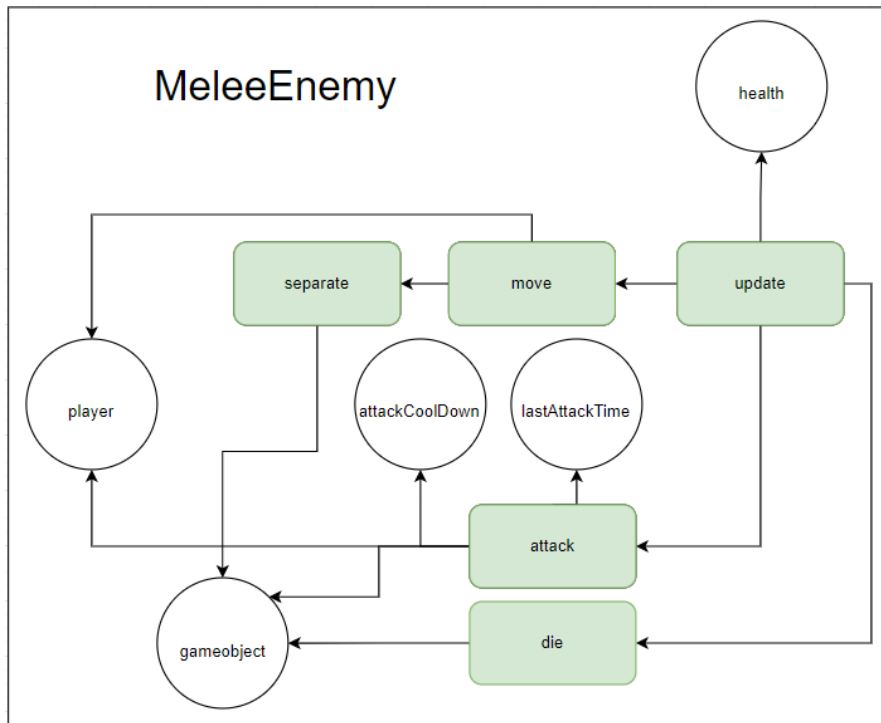 MeleeEnemy
health
separate
move
update
player
attackCoolDown
lastAttackTime
attack
die
gameobject